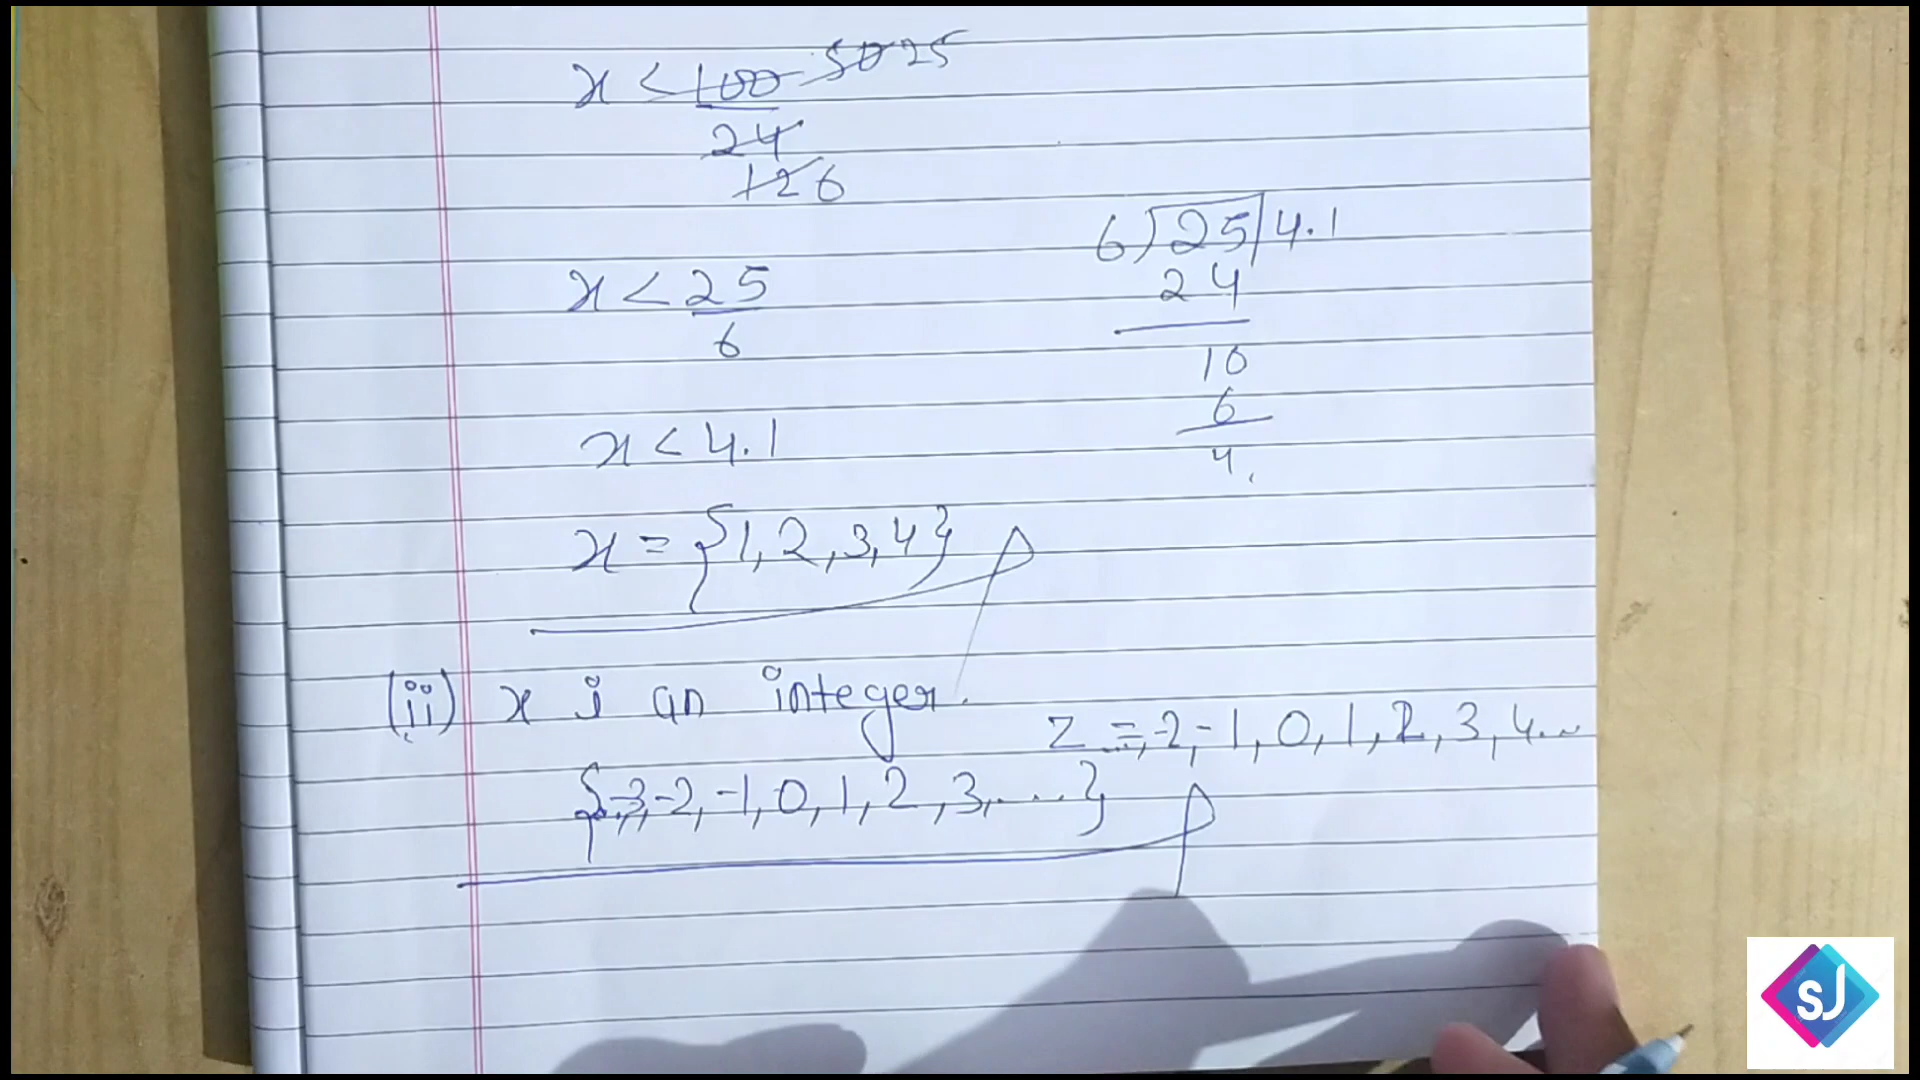 x < 100 50 25
24
12 6
x < 25
6
6) 25 | 4.1
24
10
6
4.
x < 4.1
x = {1, 2, 3, 4}
(ii) x is an integer.
Z = ..., -2, -1, 0, 1, 2, 3, 4...
{..., -3, -2, -1, 0, 1, 2, 3, ....}
SJ